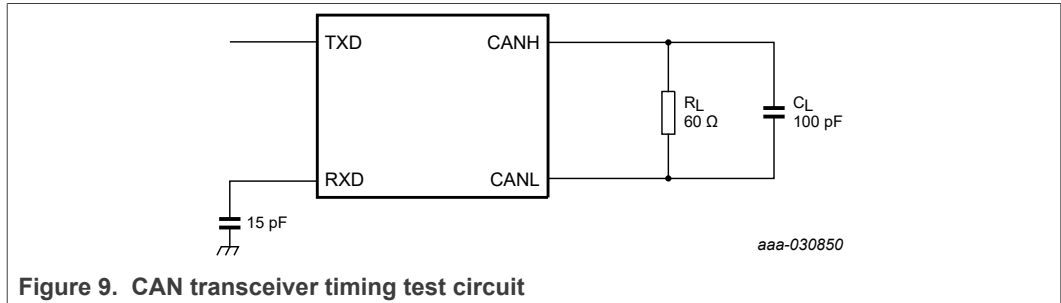 TXD
CANH
RL
60 Ω
CL
100 pF
RXD
CANL
15 pF
aaa-030850
Figure 9. CAN transceiver timing test circuit